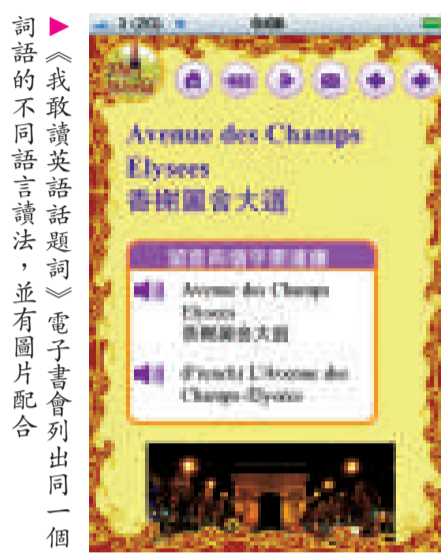 ▶《我敢讀英語話題詞》電子書會列出同一個
詞語的不同語言讀法，並有圖片配合
Avenue des Champs
Elysees
香榭麗舍大道
Avenue des Champs
Elysees
香榭麗舍大道
(French) L'Avenue des
Champs-Elysees